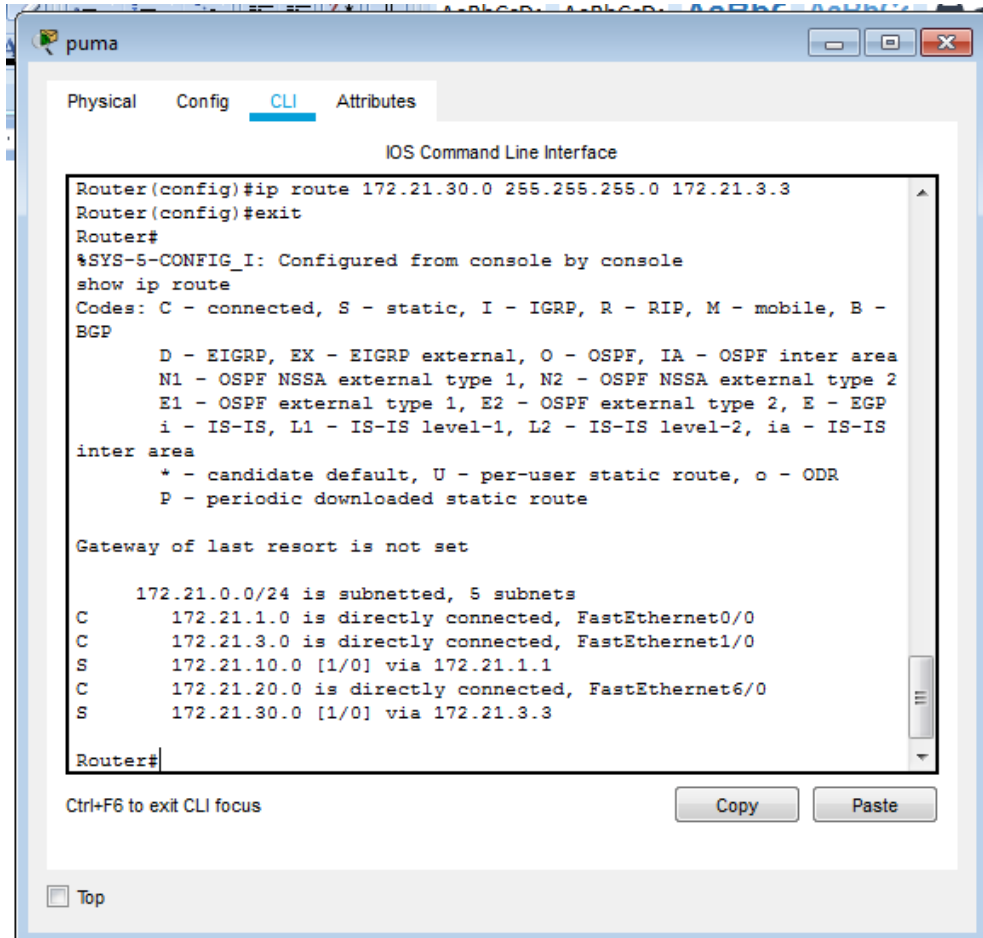 puma
Physical Config CLI Attributes
IOS Command Line Interface
Router(config)#ip route 172.21.30.0 255.255.255.0 172.21.3.3
Router(config)#exit
Router#
%SYS-5-CONFIG_I: Configured from console by console
show ip route
Codes: C - connected, S - static, I - IGRP, R - RIP, M - mobile, B -
BGP
       D - EIGRP, EX - EIGRP external, O - OSPF, IA - OSPF inter area
       N1 - OSPF NSSA external type 1, N2 - OSPF NSSA external type 2
       E1 - OSPF external type 1, E2 - OSPF external type 2, E - EGP
       i - IS-IS, L1 - IS-IS level-1, L2 - IS-IS level-2, ia - IS-IS
inter area
       * - candidate default, U - per-user static route, o - ODR
       P - periodic downloaded static route

Gateway of last resort is not set

     172.21.0.0/24 is subnetted, 5 subnets
C       172.21.1.0 is directly connected, FastEthernet0/0
C       172.21.3.0 is directly connected, FastEthernet1/0
S       172.21.10.0 [1/0] via 172.21.1.1
C       172.21.20.0 is directly connected, FastEthernet6/0
S       172.21.30.0 [1/0] via 172.21.3.3

Router#
Ctrl+F6 to exit CLI focus
Copy Paste
Top